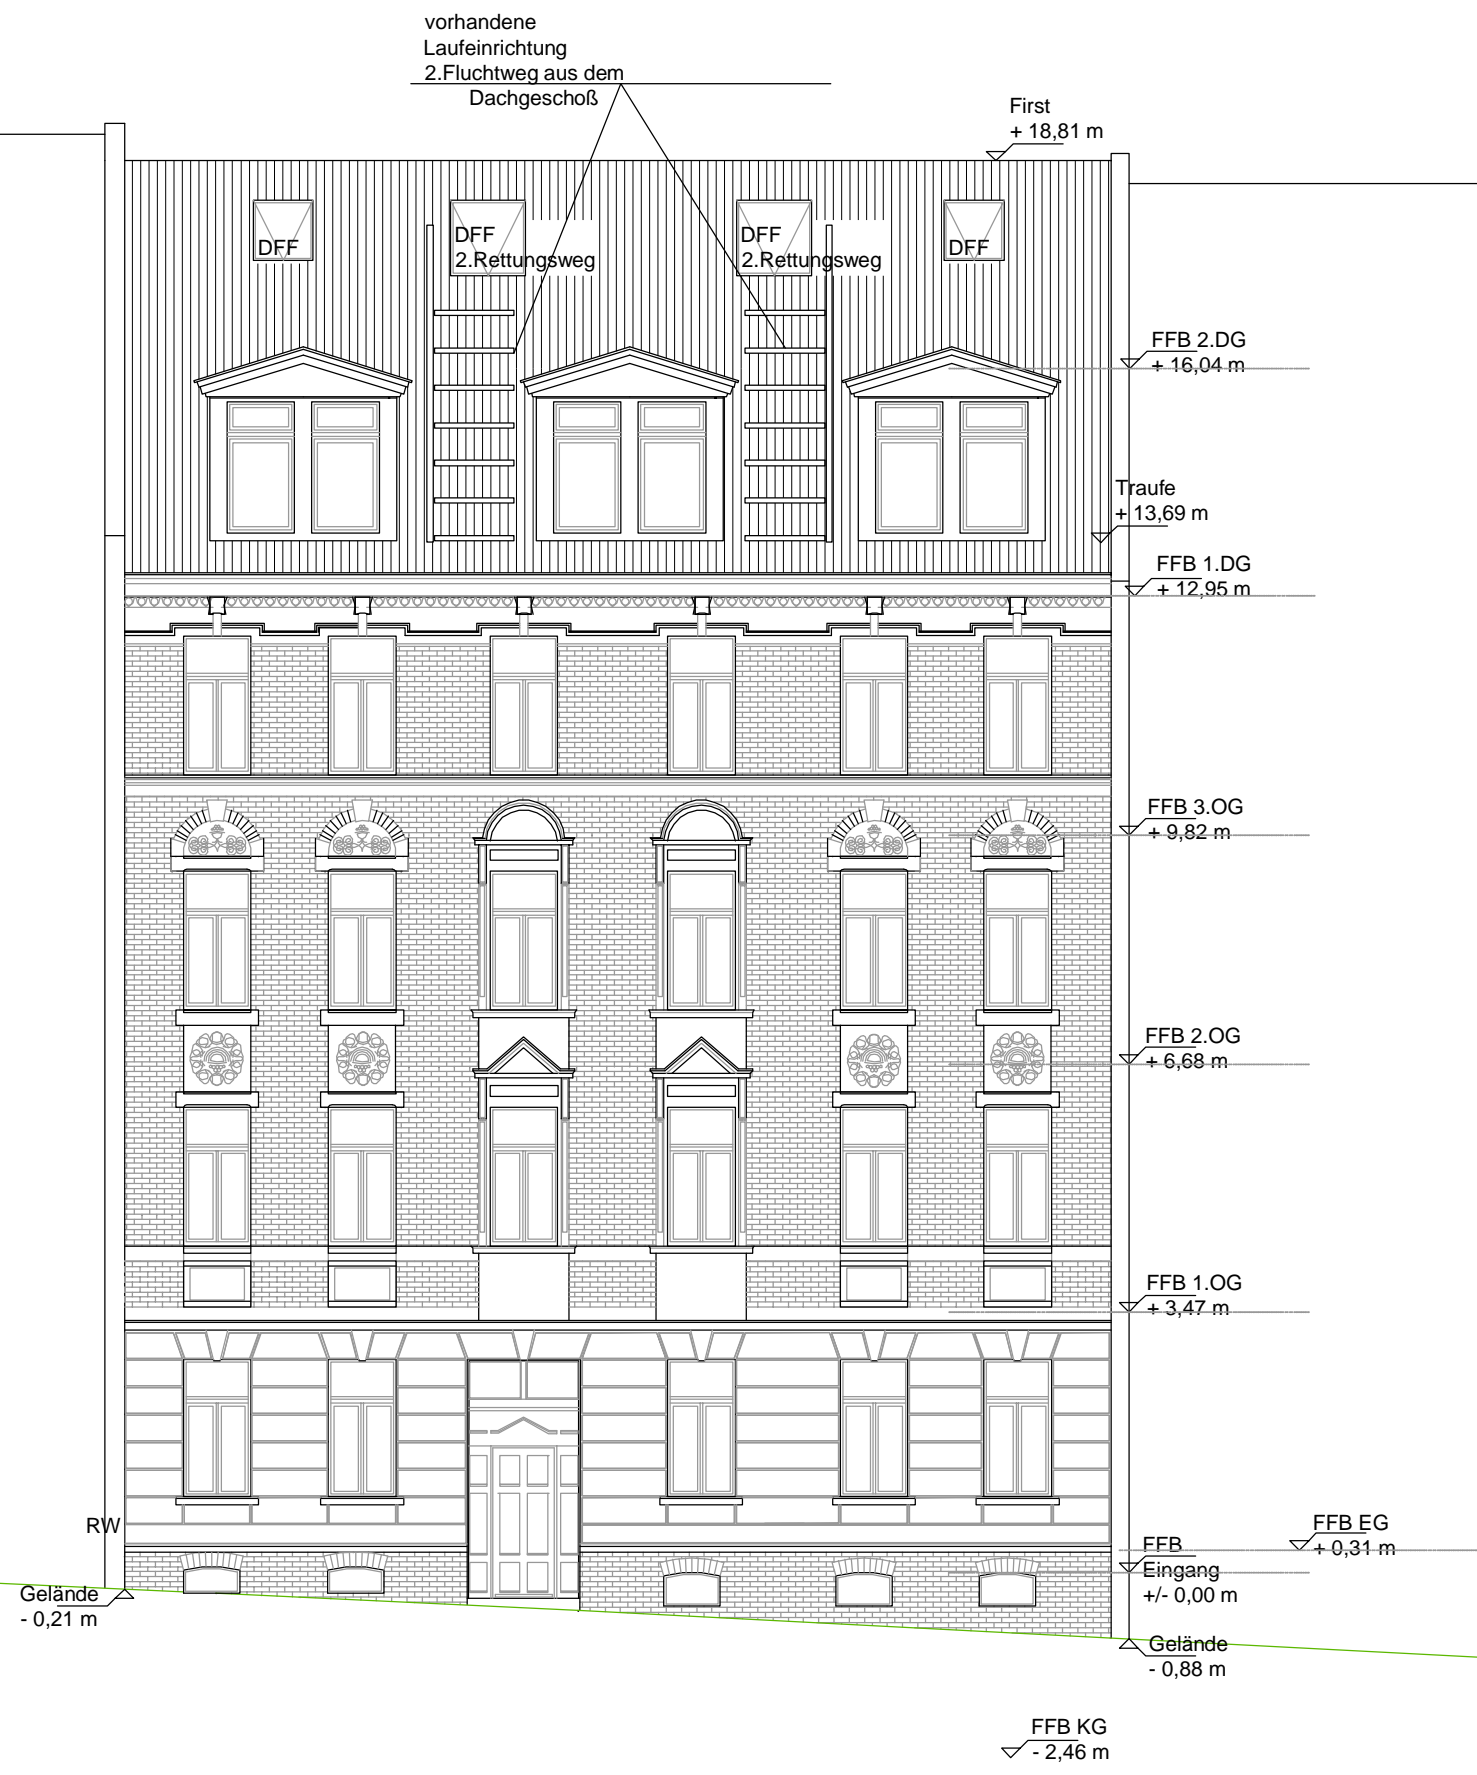 vorhandene
Laufeinrichtung
2.Fluchtweg aus dem
Dachgeschoß
First
+ 18,81 m
DFF
DFF
2.Rettungsweg
DFF
2.Rettungsweg
DFF
FFB 2.DG
+ 16,04 m
Traufe
+ 13,69 m
FFB 1.DG
+ 12,95 m
FFB 3.OG
+ 9,82 m
FFB 2.OG
+ 6,68 m
FFB 1.OG
+ 3,47 m
RW
FFB EG
+ 0,31 m
FFB
Eingang
+/- 0,00 m
Gelände
- 0,21 m
Gelände
- 0,88 m
FFB KG
- 2,46 m